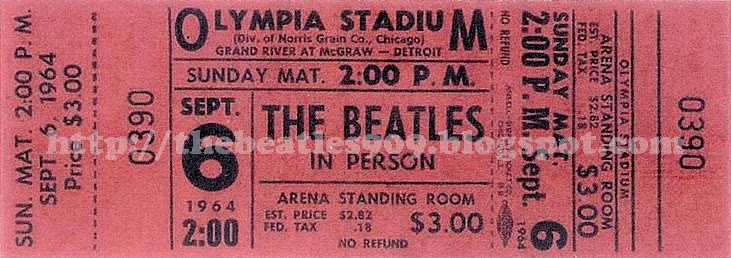 SUN. MAT. 2:00 P. M.
SEPT. 6, 1964
Price $3.00
0390
OLYMPIA STADIUM
(Div. of Norris Grain Co., Chicago)
GRAND RIVER at McGRAW — DETROIT
SUNDAY MAT. 2:00 P. M.
SEPT.
6
1964
2:00
THE BEATLES
IN PERSON
ARENA STANDING ROOM
EST. PRICE $2.82
FED. TAX .18
$3.00
NO REFUND
http://thebeatles909.blogspot.com
NO REFUND
1964
SUNDAY MAT.
2:00 P. M. Sept. 6
OLYMPIA STADIUM
ARENA STANDING ROOM
EST. PRICE $2.82
FED. TAX .18
$3.00
0390